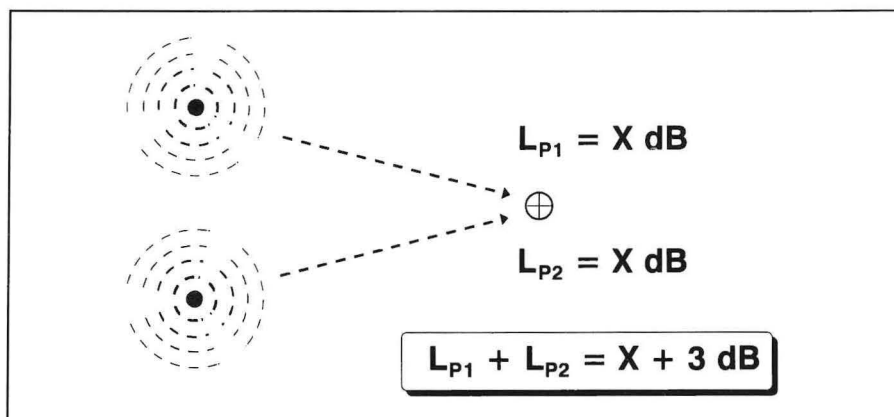 L_P1 = X dB
L_P2 = X dB
L_P1 + L_P2 = X + 3 dB